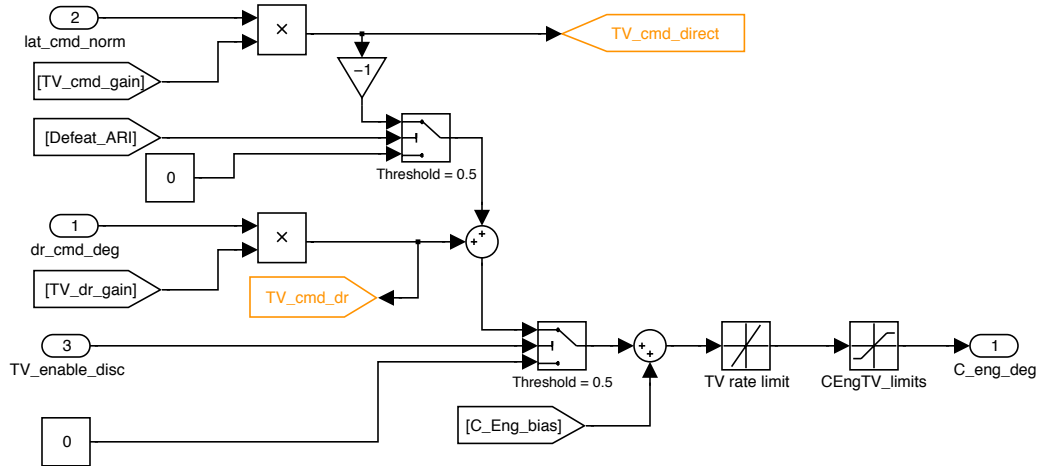 2
lat_cmd_norm
×
TV_cmd_direct
[TV_cmd_gain]
−1
[Defeat_ARI]
0
Threshold = 0.5
1
dr_cmd_deg
×
+
+
[TV_dr_gain]
TV_cmd_dr
3
TV_enable_disc
Threshold = 0.5
+
+
TV rate limit
CEngTV_limits
1
C_eng_deg
[C_Eng_bias]
0